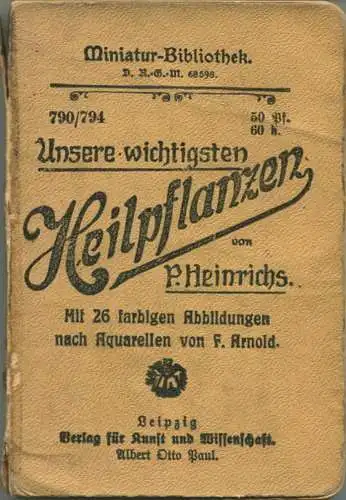 Miniatur-Bibliothek.
D. R.-G.-M. 68598.
790/794
50 Pf.
60 h.
Unsere wichtigsten
Heilpflanzen
von
P. Heinrichs.
Mit 26 farbigen Abbildungen
nach Aquarellen von F. Arnold.
Leipzig
Verlag für Kunst und Wissenschaft.
Albert Otto Paul.